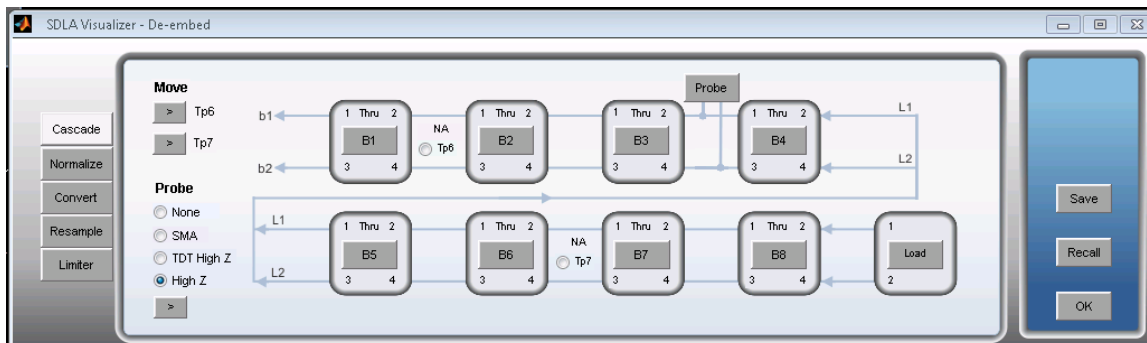 SDLA Visualizer - De-embed
Cascade
Normalize
Convert
Resample
Limiter
Move
> Tp6
> Tp7
Probe
None
SMA
TDT High Z
High Z
>
b1
b2
1 Thru 2
B1
3 4
NA
Tp6
1 Thru 2
B2
3 4
1 Thru 2
B3
3 4
Probe
1 Thru 2
B4
3 4
L1
L2
L1
L2
1 Thru 2
B5
3 4
1 Thru 2
B6
3 4
NA
Tp7
1 Thru 2
B7
3 4
1 Thru 2
B8
3 4
1
Load
2
Save
Recall
OK